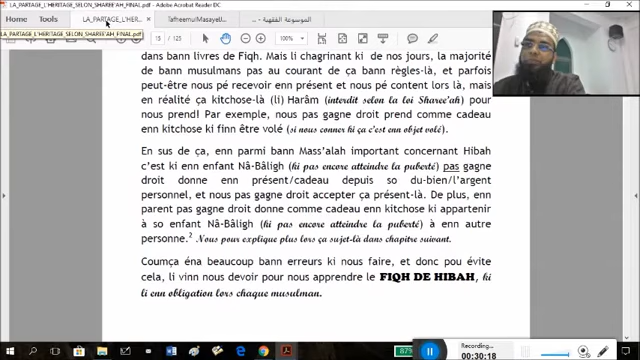 LA_PARTAGE_L'HERITAGE_SELON_SHAREE'AH_FINAL.pdf - Adobe Acrobat Reader DC
Home Tools LA_PARTAGE_L'HER... × TafheemulMasayell... الموسوعة الفقهية - ...
LA_PARTAGE_L'HERITAGE_SELON_SHAREE'AH_FINAL.pdf
15 / 125 100%
dans bann livres de Fiqh. Mais li chagrinant ki de nos jours, la majorité
de bann musulmans pas au courant de ça bann règles-là, et parfois
peut-être nous pé recevoir enn présent et nous pé content lors là, mais
en réalité ça kitchose-là (li) Harâm (interdit selon la loi Sharee'ah) pour
nous prend! Par exemple, nous pas gagne droit prend comme cadeau
enn kitchose ki finn être volé (si nous conner ki ça c'est enn objet volé).
En sus de ça, enn parmi bann Mass'alah important concernant Hibah
c'est ki enn enfant Nâ-Bâligh (ki pas encore atteindre la puberté) pas gagne
droit donne enn présent/cadeau depuis so du-bien/l'argent
personnel, et nous pas gagne droit accepter ça présent-là. De plus, enn
parent pas gagne droit donne comme cadeau enn kitchose ki appartenir
à so enfant Nâ-Bâligh (ki pas encore atteindre la puberté) à enn autre
personne.² Nous pour explique plus lors ça sujet-là dans chapitre suivant.
Coumça éna beaucoup bann erreurs ki nous faire, et donc pou évite
cela, li vinn nous devoir pour nous apprendre le FIQH DE HIBAH, ki
li enn obligation lors chaque musulman.
87%
Recording...
00:30:18